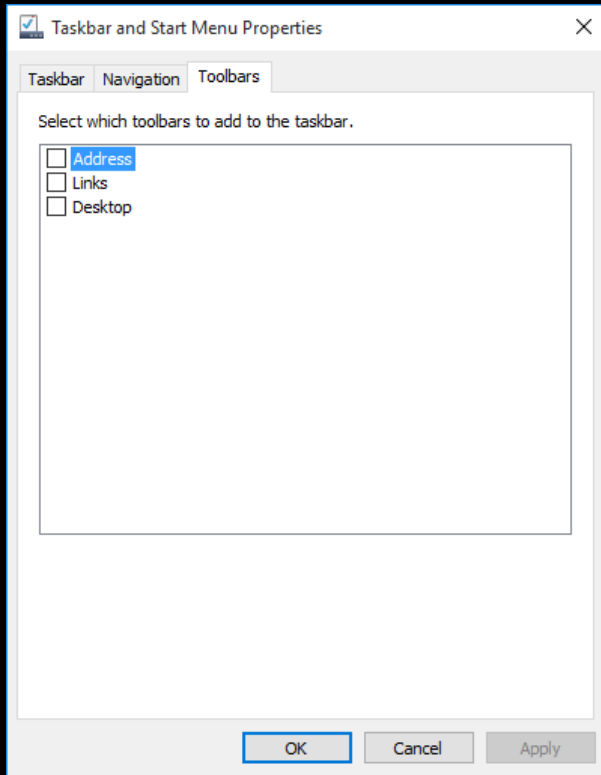 Taskbar and Start Menu Properties
Taskbar Navigation Toolbars
Select which toolbars to add to the taskbar.
Address
Links
Desktop
OK Cancel Apply